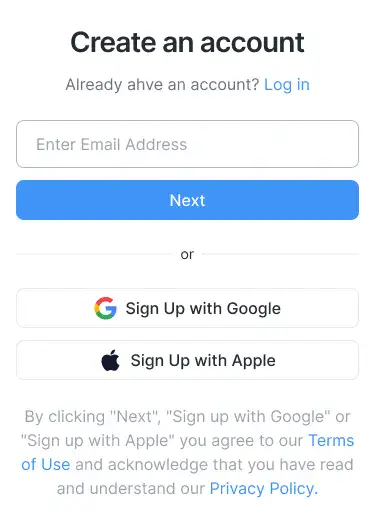 Create an account
Already ahve an account? Log in
Enter Email Address
Next
or
Sign Up with Google
Sign Up with Apple
By clicking "Next", "Sign up with Google" or
"Sign up with Apple" you agree to our Terms
of Use and acknowledge that you have read
and understand our Privacy Policy.